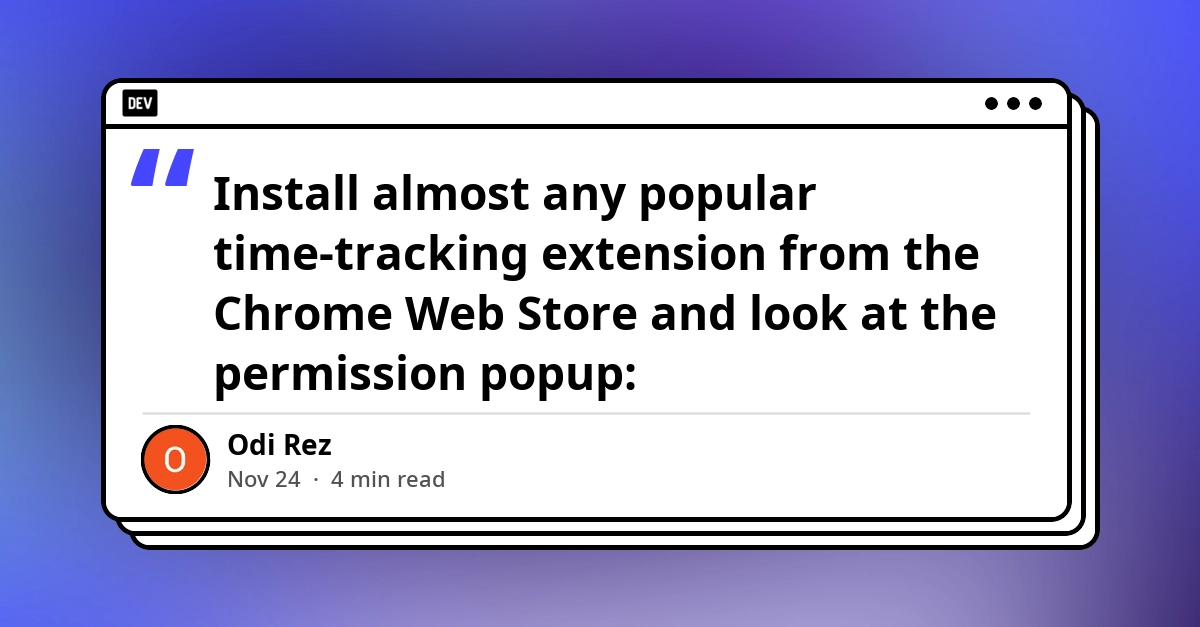 DEV
“
Install almost any popular
time-tracking extension from the
Chrome Web Store and look at the
permission popup:
O
Odi Rez
Nov 24 · 4 min read